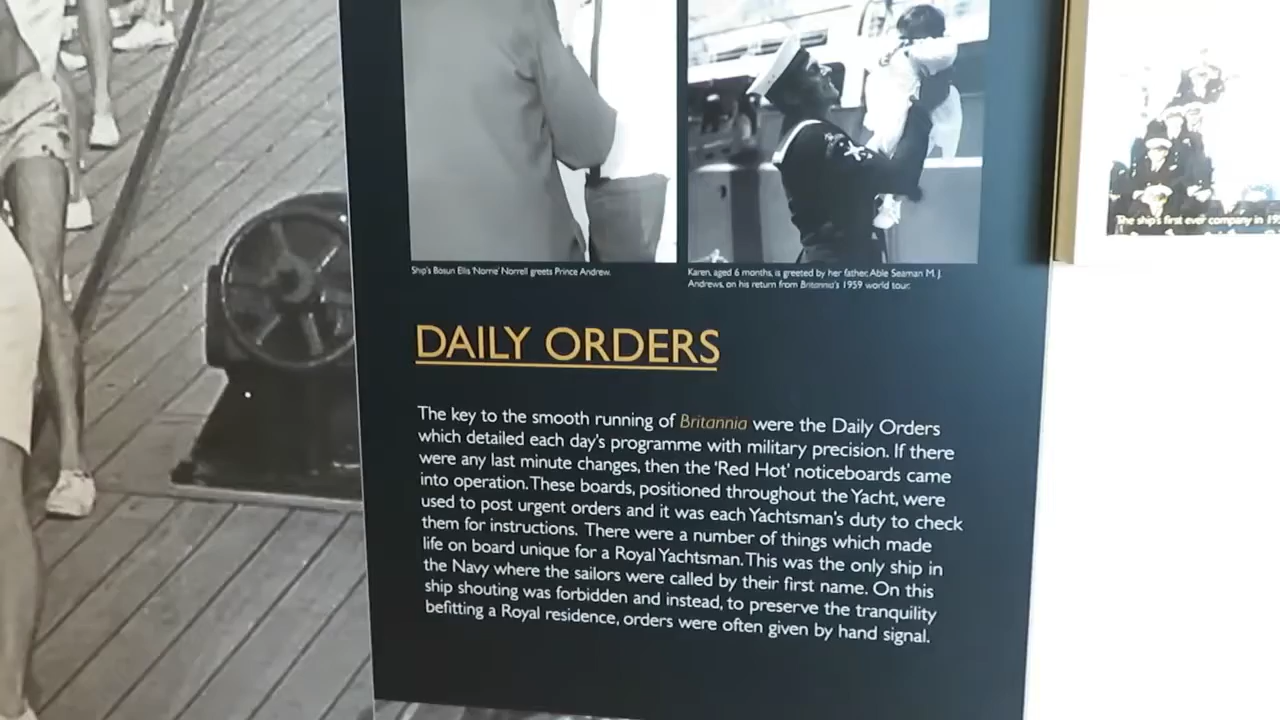 Ship's Bosun Ellis 'Norrie' Norrell greets Prince Andrew.
Karen, aged 6 months, is greeted by her father, Able Seaman M. J.
Andrews, on his return from Britannia's 1959 world tour.
The ship's first ever company in 19
DAILY ORDERS
The key to the smooth running of Britannia were the Daily Orders
which detailed each day's programme with military precision. If there
were any last minute changes, then the 'Red Hot' noticeboards came
into operation. These boards, positioned throughout the Yacht, were
used to post urgent orders and it was each Yachtsman's duty to check
them for instructions. There were a number of things which made
life on board unique for a Royal Yachtsman. This was the only ship in
the Navy where the sailors were called by their first name. On this
ship shouting was forbidden and instead, to preserve the tranquility
befitting a Royal residence, orders were often given by hand signal.